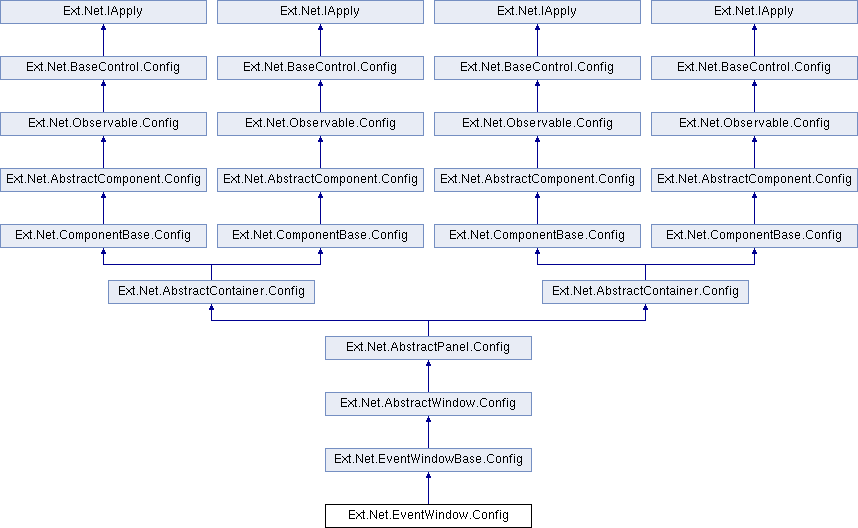 Ext.Net.IApply
Ext.Net.IApply
Ext.Net.IApply
Ext.Net.IApply
Ext.Net.BaseControl.Config
Ext.Net.BaseControl.Config
Ext.Net.BaseControl.Config
Ext.Net.BaseControl.Config
Ext.Net.Observable.Config
Ext.Net.Observable.Config
Ext.Net.Observable.Config
Ext.Net.Observable.Config
Ext.Net.AbstractComponent.Config
Ext.Net.AbstractComponent.Config
Ext.Net.AbstractComponent.Config
Ext.Net.AbstractComponent.Config
Ext.Net.ComponentBase.Config
Ext.Net.ComponentBase.Config
Ext.Net.ComponentBase.Config
Ext.Net.ComponentBase.Config
Ext.Net.AbstractContainer.Config
Ext.Net.AbstractContainer.Config
Ext.Net.AbstractPanel.Config
Ext.Net.AbstractWindow.Config
Ext.Net.EventWindowBase.Config
Ext.Net.EventWindow.Config